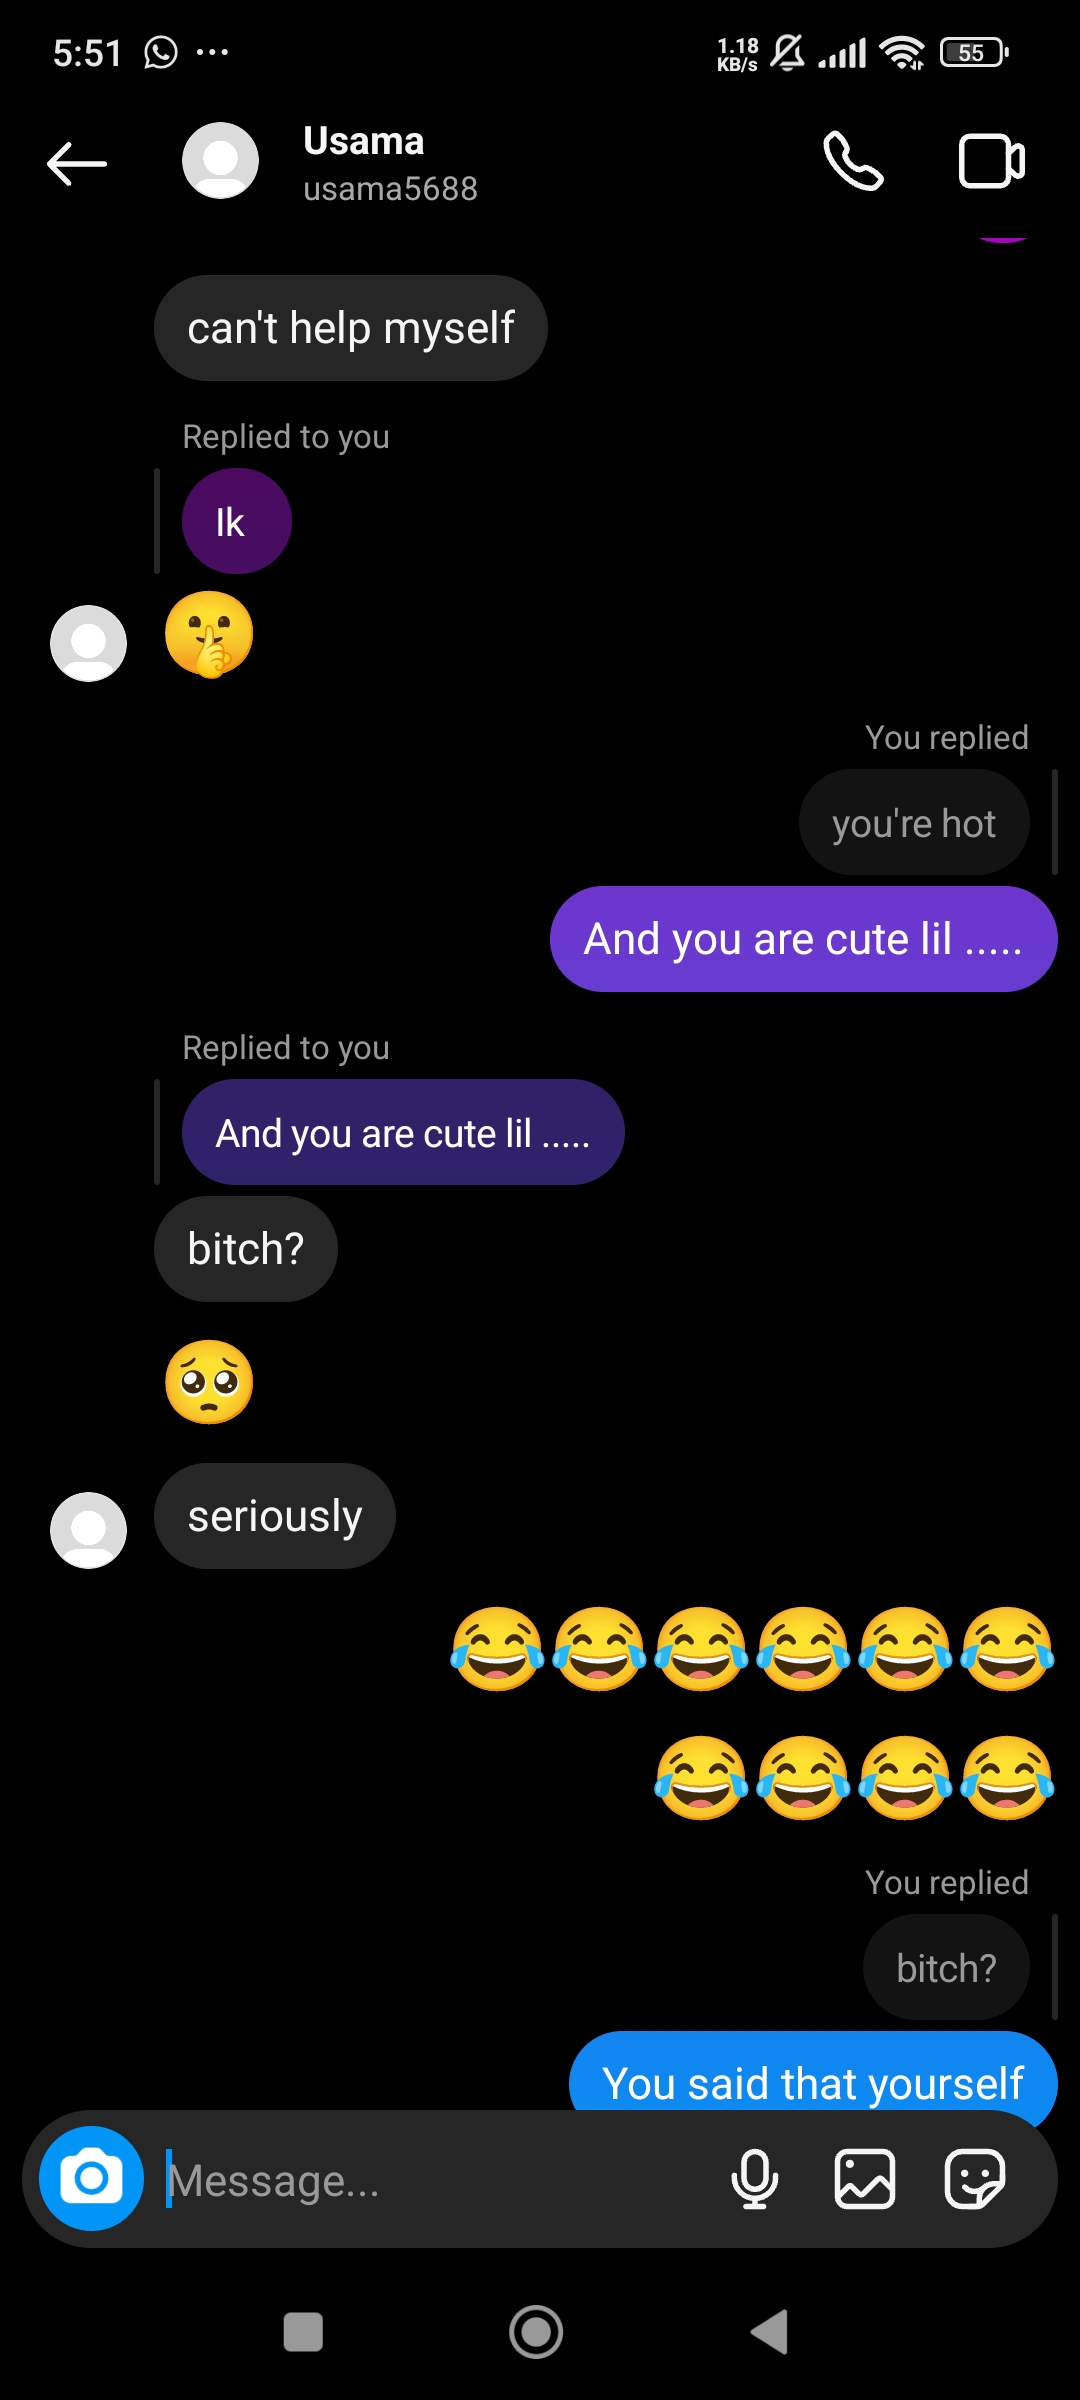 5:51
1.18
KB/s
55
Usama
usama5688
can't help myself
Replied to you
Ik
You replied
you're hot
And you are cute lil .....
Replied to you
And you are cute lil .....
bitch?
seriously
You replied
bitch?
You said that yourself
Message...